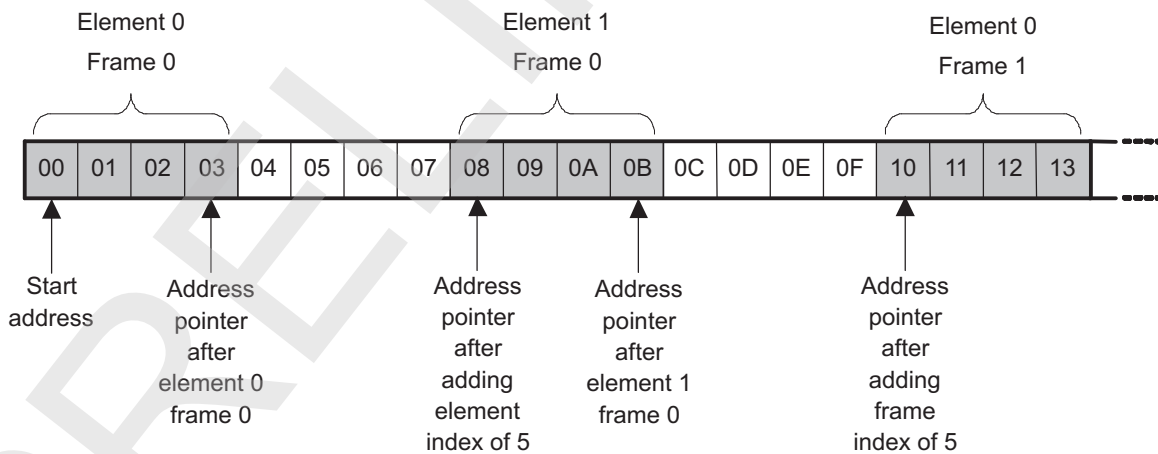 Element 0
Frame 0
Element 1
Frame 0
Element 0
Frame 1
00 01 02 03 04 05 06 07 08 09 0A 0B 0C 0D 0E 0F 10 11 12 13
Start
address
Address
pointer
after
element 0
frame 0
Address
pointer
after
adding
element
index of 5
Address
pointer
after
element 1
frame 0
Address
pointer
after
adding
frame
index of 5